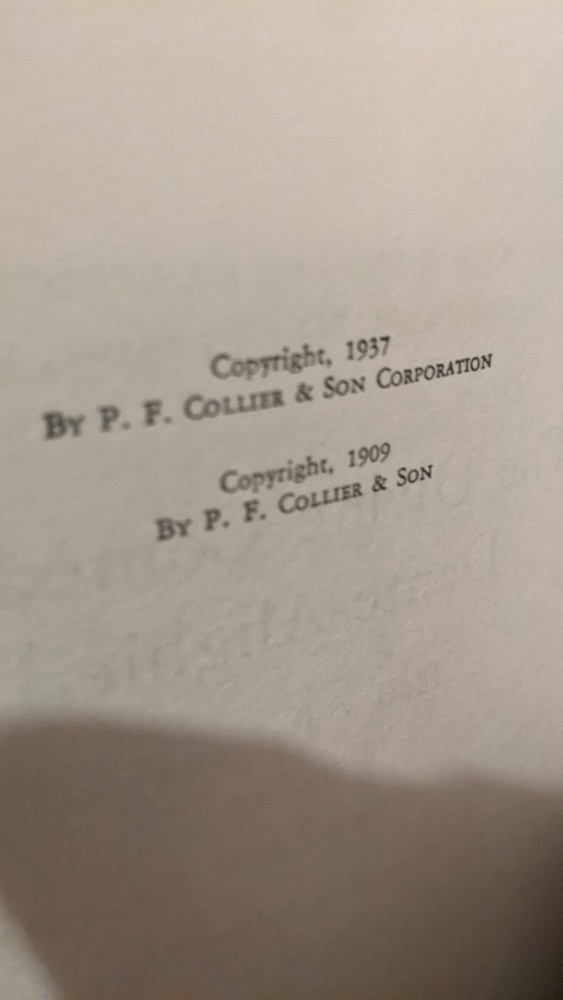 Copyright, 1937
By P. F. Collier & Son Corporation
Copyright, 1909
By P. F. Collier & Son